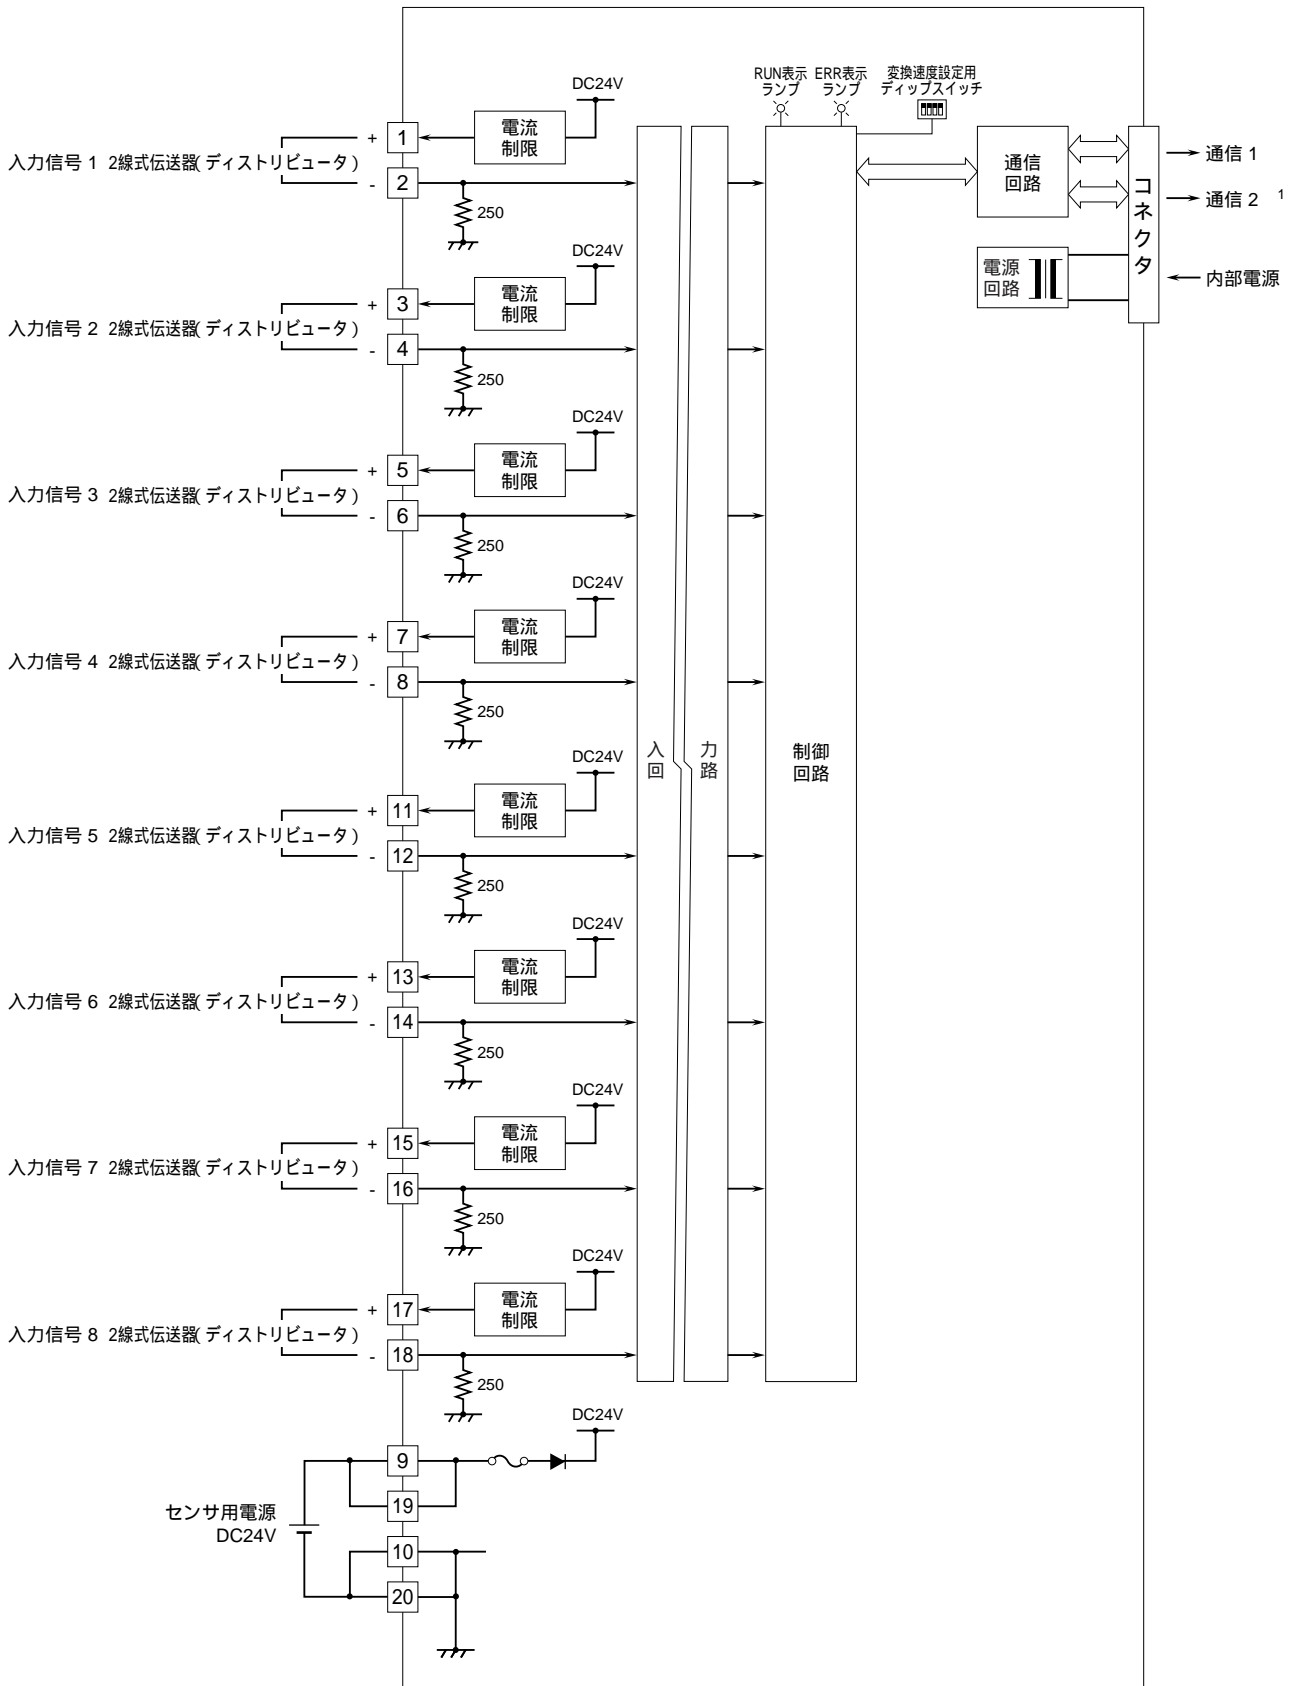 RUN表示
ランプ
ERR表示
ランプ
変換速度設定用
ディップスイッチ
DC24V
入力信号 1 2線式伝送器(ディストリビュータ)
+ 1
- 2
電流
制限
250
DC24V
入力信号 2 2線式伝送器(ディストリビュータ)
+ 3
- 4
電流
制限
250
DC24V
入力信号 3 2線式伝送器(ディストリビュータ)
+ 5
- 6
電流
制限
250
DC24V
入力信号 4 2線式伝送器(ディストリビュータ)
+ 7
- 8
電流
制限
250
DC24V
入力信号 5 2線式伝送器(ディストリビュータ)
+ 11
- 12
電流
制限
250
DC24V
入力信号 6 2線式伝送器(ディストリビュータ)
+ 13
- 14
電流
制限
250
DC24V
入力信号 7 2線式伝送器(ディストリビュータ)
+ 15
- 16
電流
制限
250
DC24V
入力信号 8 2線式伝送器(ディストリビュータ)
+ 17
- 18
電流
制限
250
入 力
回 路
制御
回路
通信
回路
電源
回路
コネクタ
通信 1
通信 2 1
内部電源
DC24V
センサ用電源
DC24V
9
19
10
20